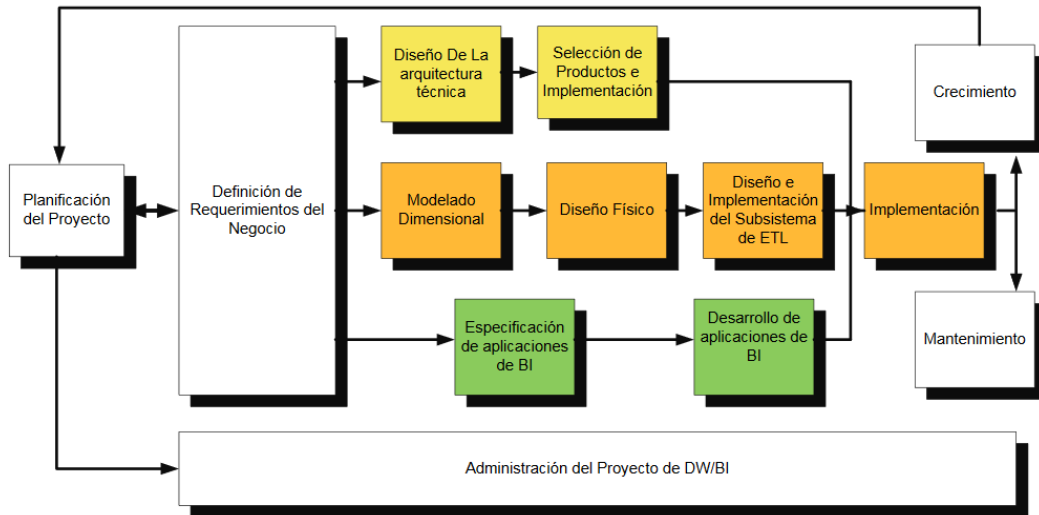 Diseño De La
arquitectura
técnica
Selección de
Productos e
Implementación
Crecimiento
Planificación
del Proyecto
Definición de
Requerimientos del
Negocio
Modelado
Dimensional
Diseño Físico
Diseño e
Implementación
del Subsistema
de ETL
Implementación
Especificación
de aplicaciones
de BI
Desarrollo de
aplicaciones de
BI
Mantenimiento
Administración del Proyecto de DW/BI